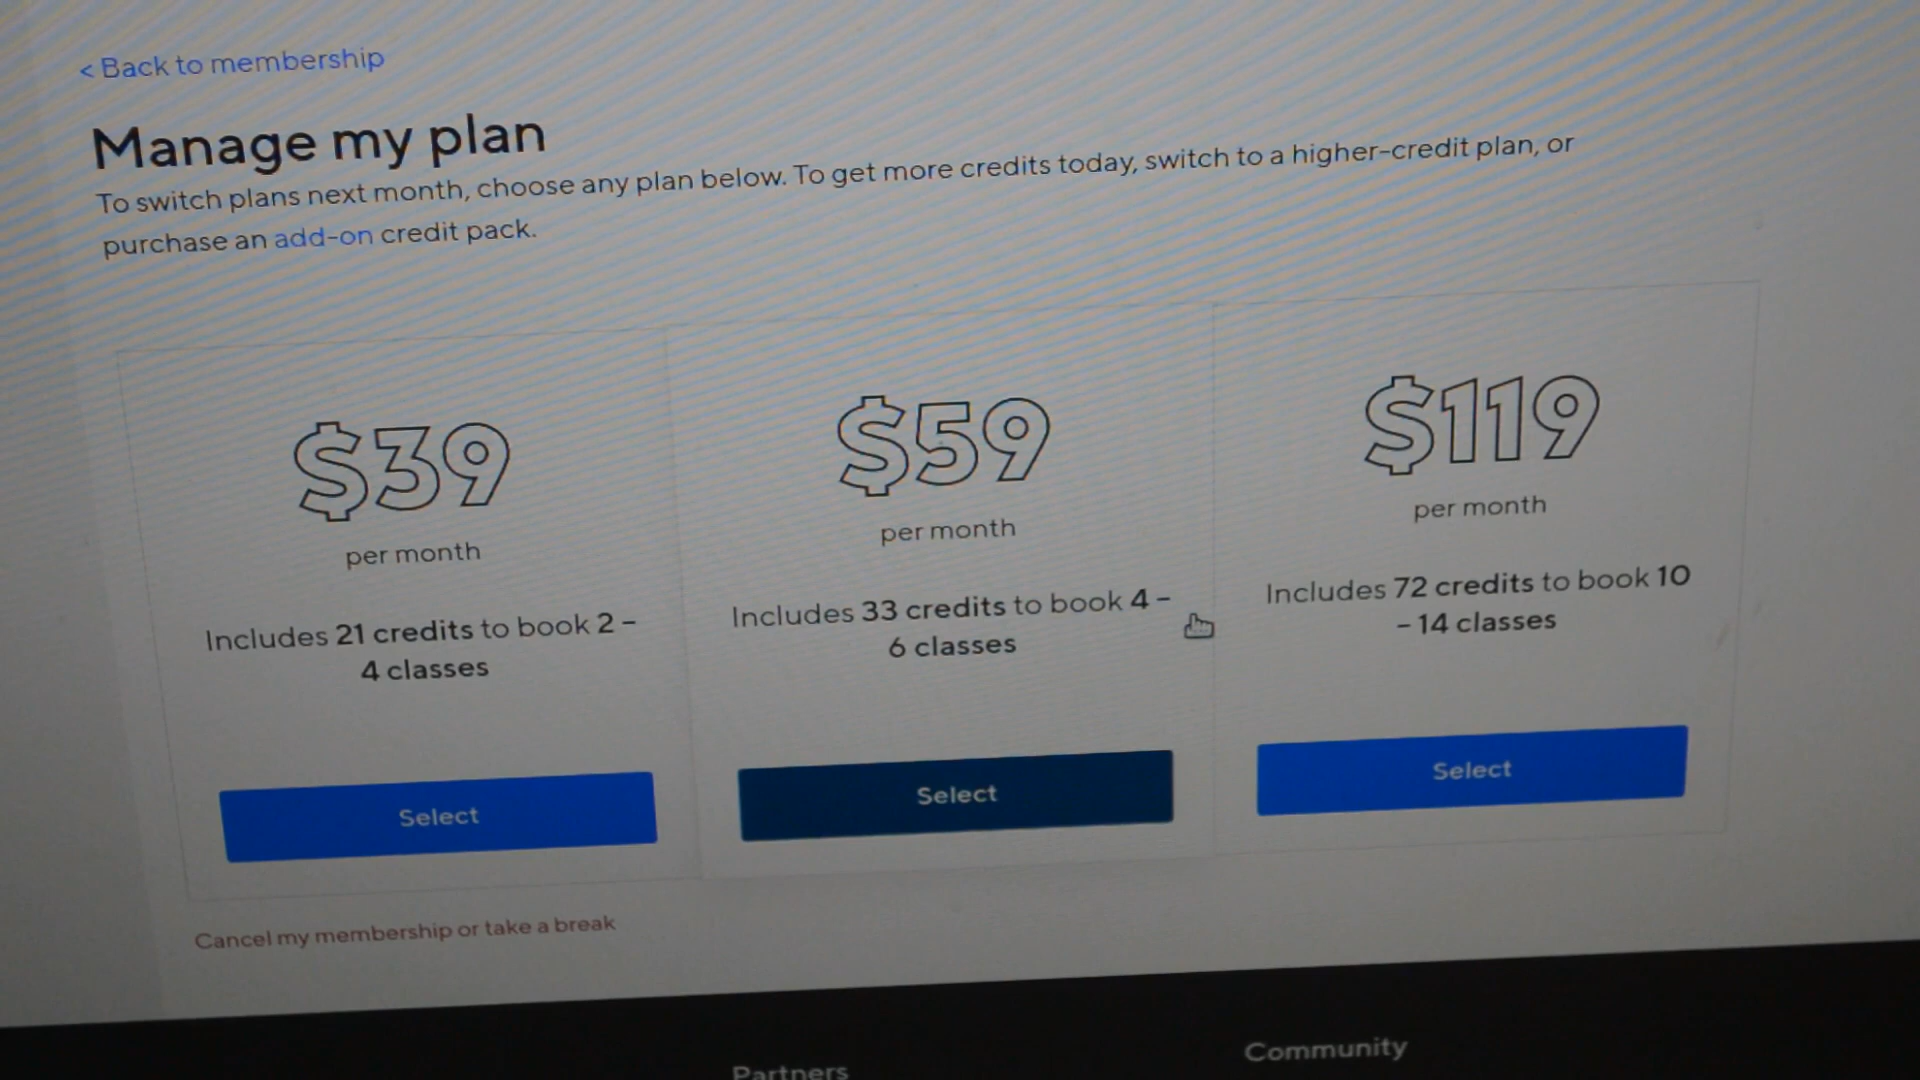 < Back to membership
Manage my plan
To switch plans next month, choose any plan below. To get more credits today, switch to a higher-credit plan, or
purchase an add-on credit pack.
$39
per month
Includes 21 credits to book 2 –
4 classes
Select
$59
per month
Includes 33 credits to book 4 –
6 classes
Select
$119
per month
Includes 72 credits to book 10
– 14 classes
Select
Cancel my membership or take a break
Partners
Community